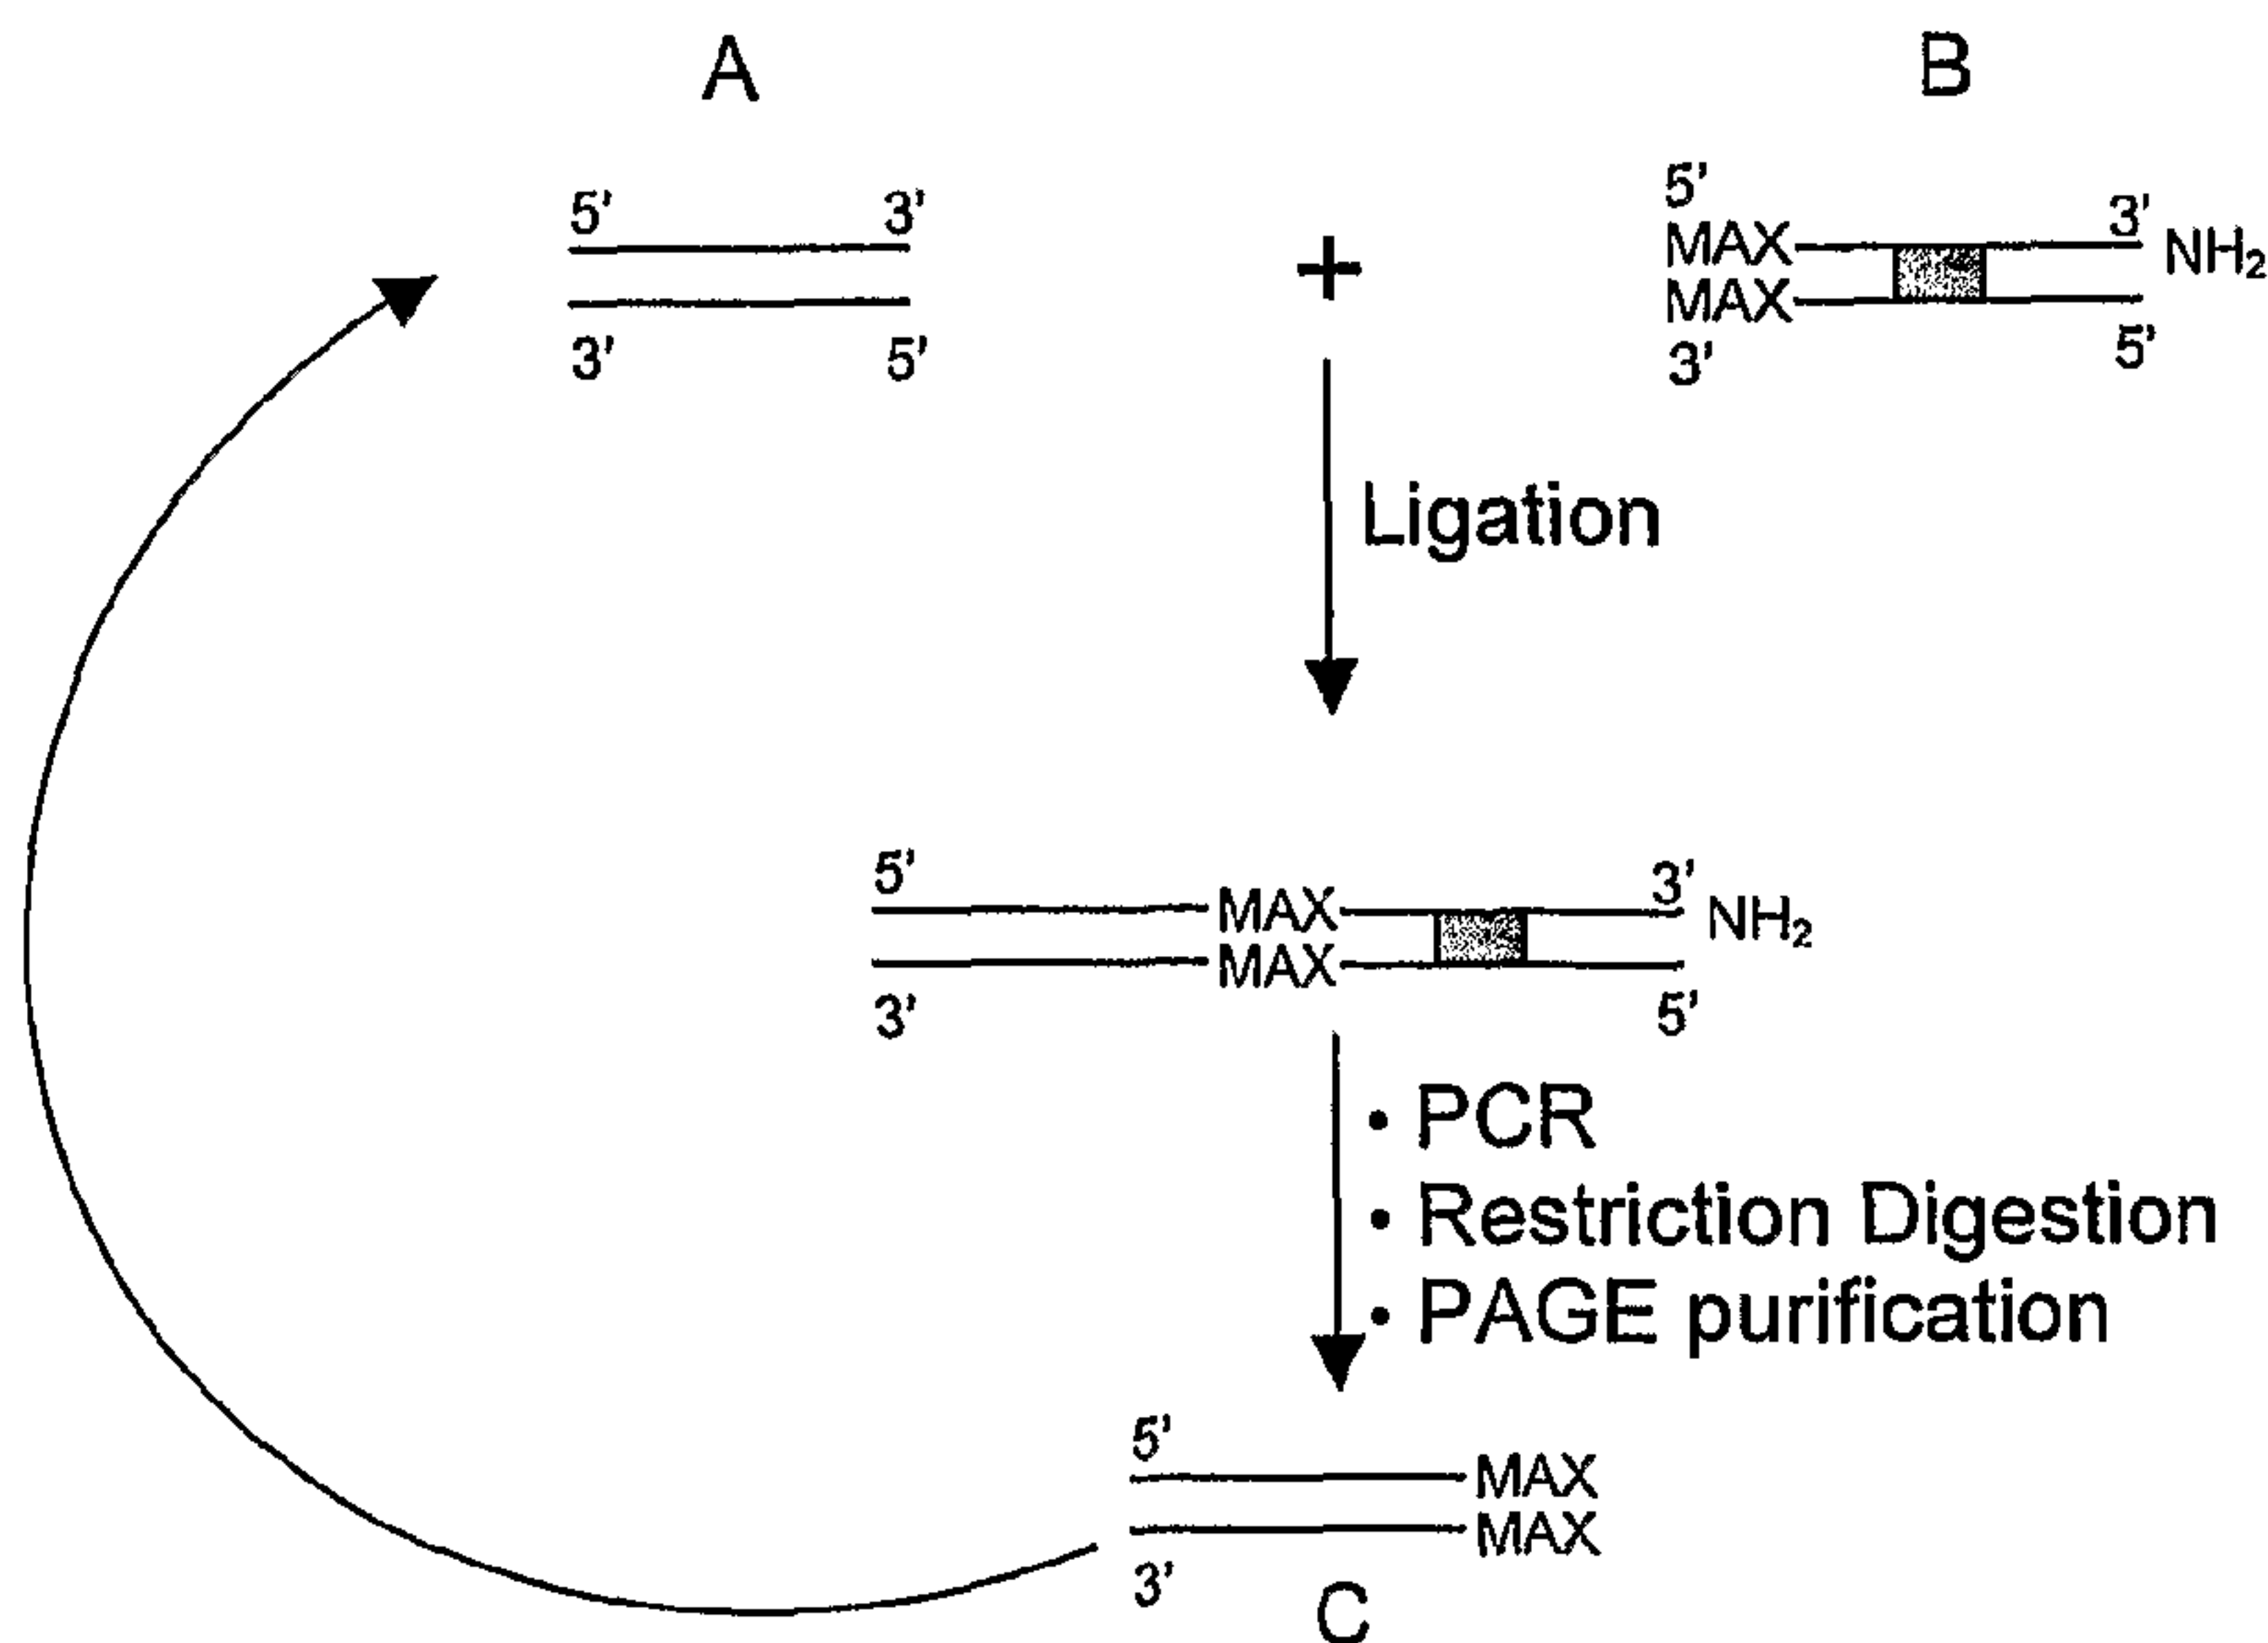 A
B
5'
3'
3'
5'
+
5'
MAX
3'
NH₂
MAX
3'
5'
Ligation
5'
MAX
3'
NH₂
MAX
3'
5'
• PCR
• Restriction Digestion
• PAGE purification
5'
MAX
MAX
3'
C